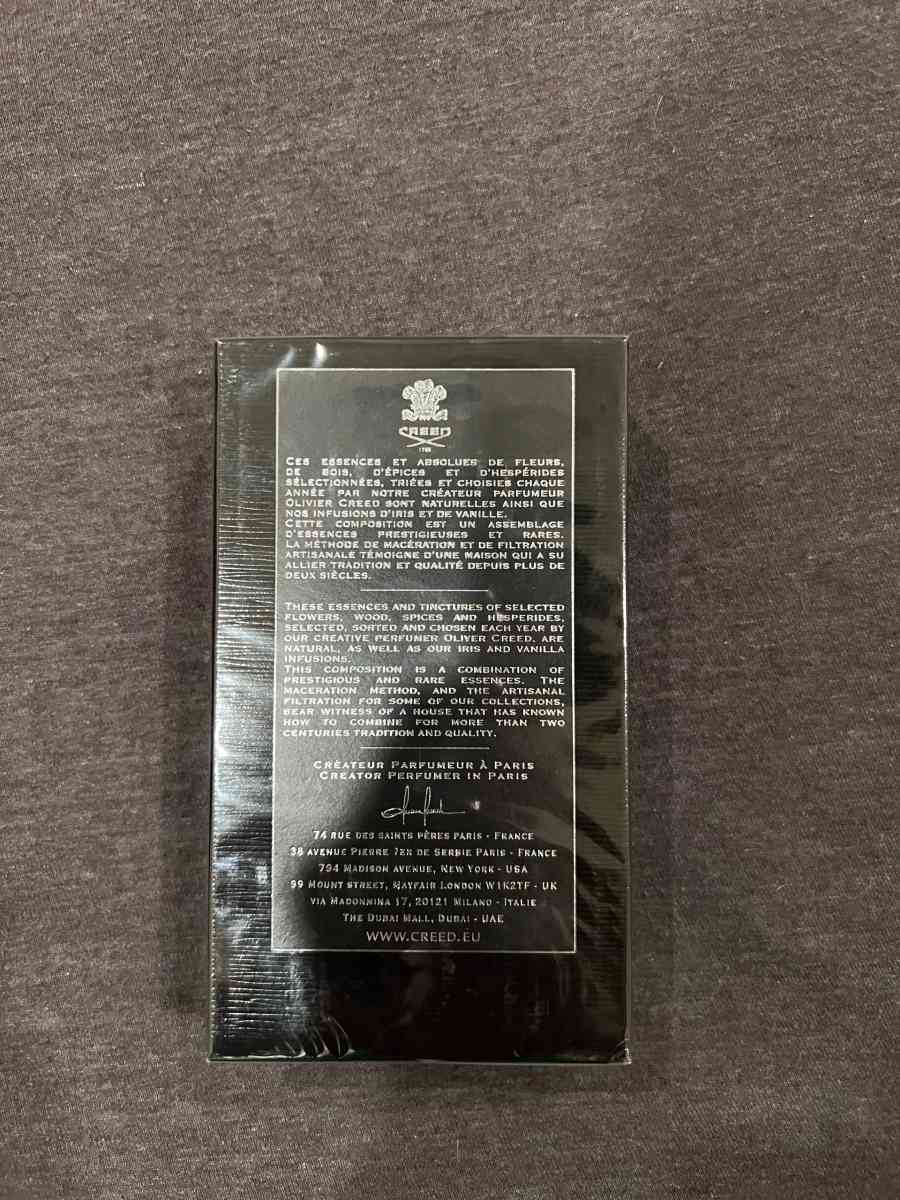 CREED
1760
CES ESSENCES ET ABSOLUES DE FLEURS,
DE BOIS, D'ÉPICES ET D'HESPÉRIDES
SÉLECTIONNÉES, TRIÉES ET CHOISIES CHAQUE
ANNÉE PAR NOTRE CRÉATEUR PARFUMEUR
OLIVIER CREED SONT NATURELLES AINSI QUE
NOS INFUSIONS D'IRIS ET DE VANILLE.
CETTE COMPOSITION EST UN ASSEMBLAGE
D'ESSENCES PRESTIGIEUSES ET RARES.
LA MÉTHODE DE MACÉRATION ET DE FILTRATION
ARTISANALE TÉMOIGNE D'UNE MAISON QUI A SU
ALLIER TRADITION ET QUALITÉ DEPUIS PLUS DE
DEUX SIÈCLES.
THESE ESSENCES AND TINCTURES OF SELECTED
FLOWERS, WOOD, SPICES AND HESPERIDES,
SELECTED, SORTED AND CHOSEN EACH YEAR BY
OUR CREATIVE PERFUMER OLIVER CREED, ARE
NATURAL, AS WELL AS OUR IRIS AND VANILLA
INFUSIONS.
THIS COMPOSITION IS A COMBINATION OF
PRESTIGIOUS AND RARE ESSENCES. THE
MACERATION METHOD, AND THE ARTISANAL
FILTRATION FOR SOME OF OUR COLLECTIONS,
BEAR WITNESS OF A HOUSE THAT HAS KNOWN
HOW TO COMBINE FOR MORE THAN TWO
CENTURIES TRADITION AND QUALITY.
CRÉATEUR PARFUMEUR À PARIS
CREATOR PERFUMER IN PARIS
74 RUE DES SAINTS PÈRES PARIS - FRANCE
38 AVENUE PIERRE 1ER DE SERBIE PARIS - FRANCE
794 MADISON AVENUE, NEW YORK - USA
99 MOUNT STREET, MAYFAIR LONDON W1K2TF - UK
VIA MADONNINA 17, 20121 MILANO - ITALIE
THE DUBAI MALL, DUBAI - UAE
WWW.CREED.EU